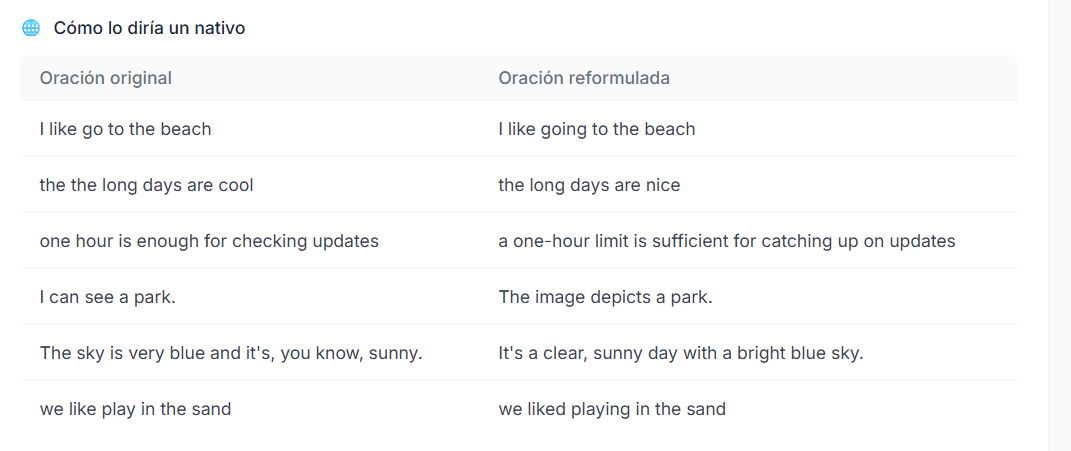 Cómo lo diría un nativo
Oración original Oración reformulada
I like go to the beach I like going to the beach
the the long days are cool the long days are nice
one hour is enough for checking updates a one-hour limit is sufficient for catching up on updates
I can see a park. The image depicts a park.
The sky is very blue and it's, you know, sunny. It's a clear, sunny day with a bright blue sky.
we like play in the sand we liked playing in the sand